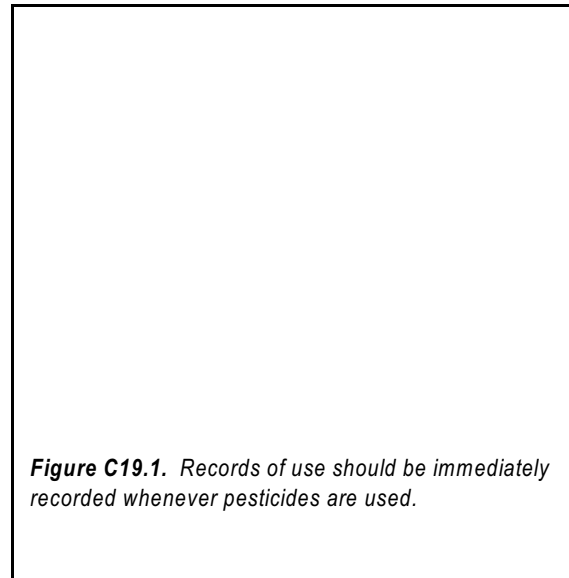 Figure C19.1. Records of use should be immediately
recorded whenever pesticides are used.